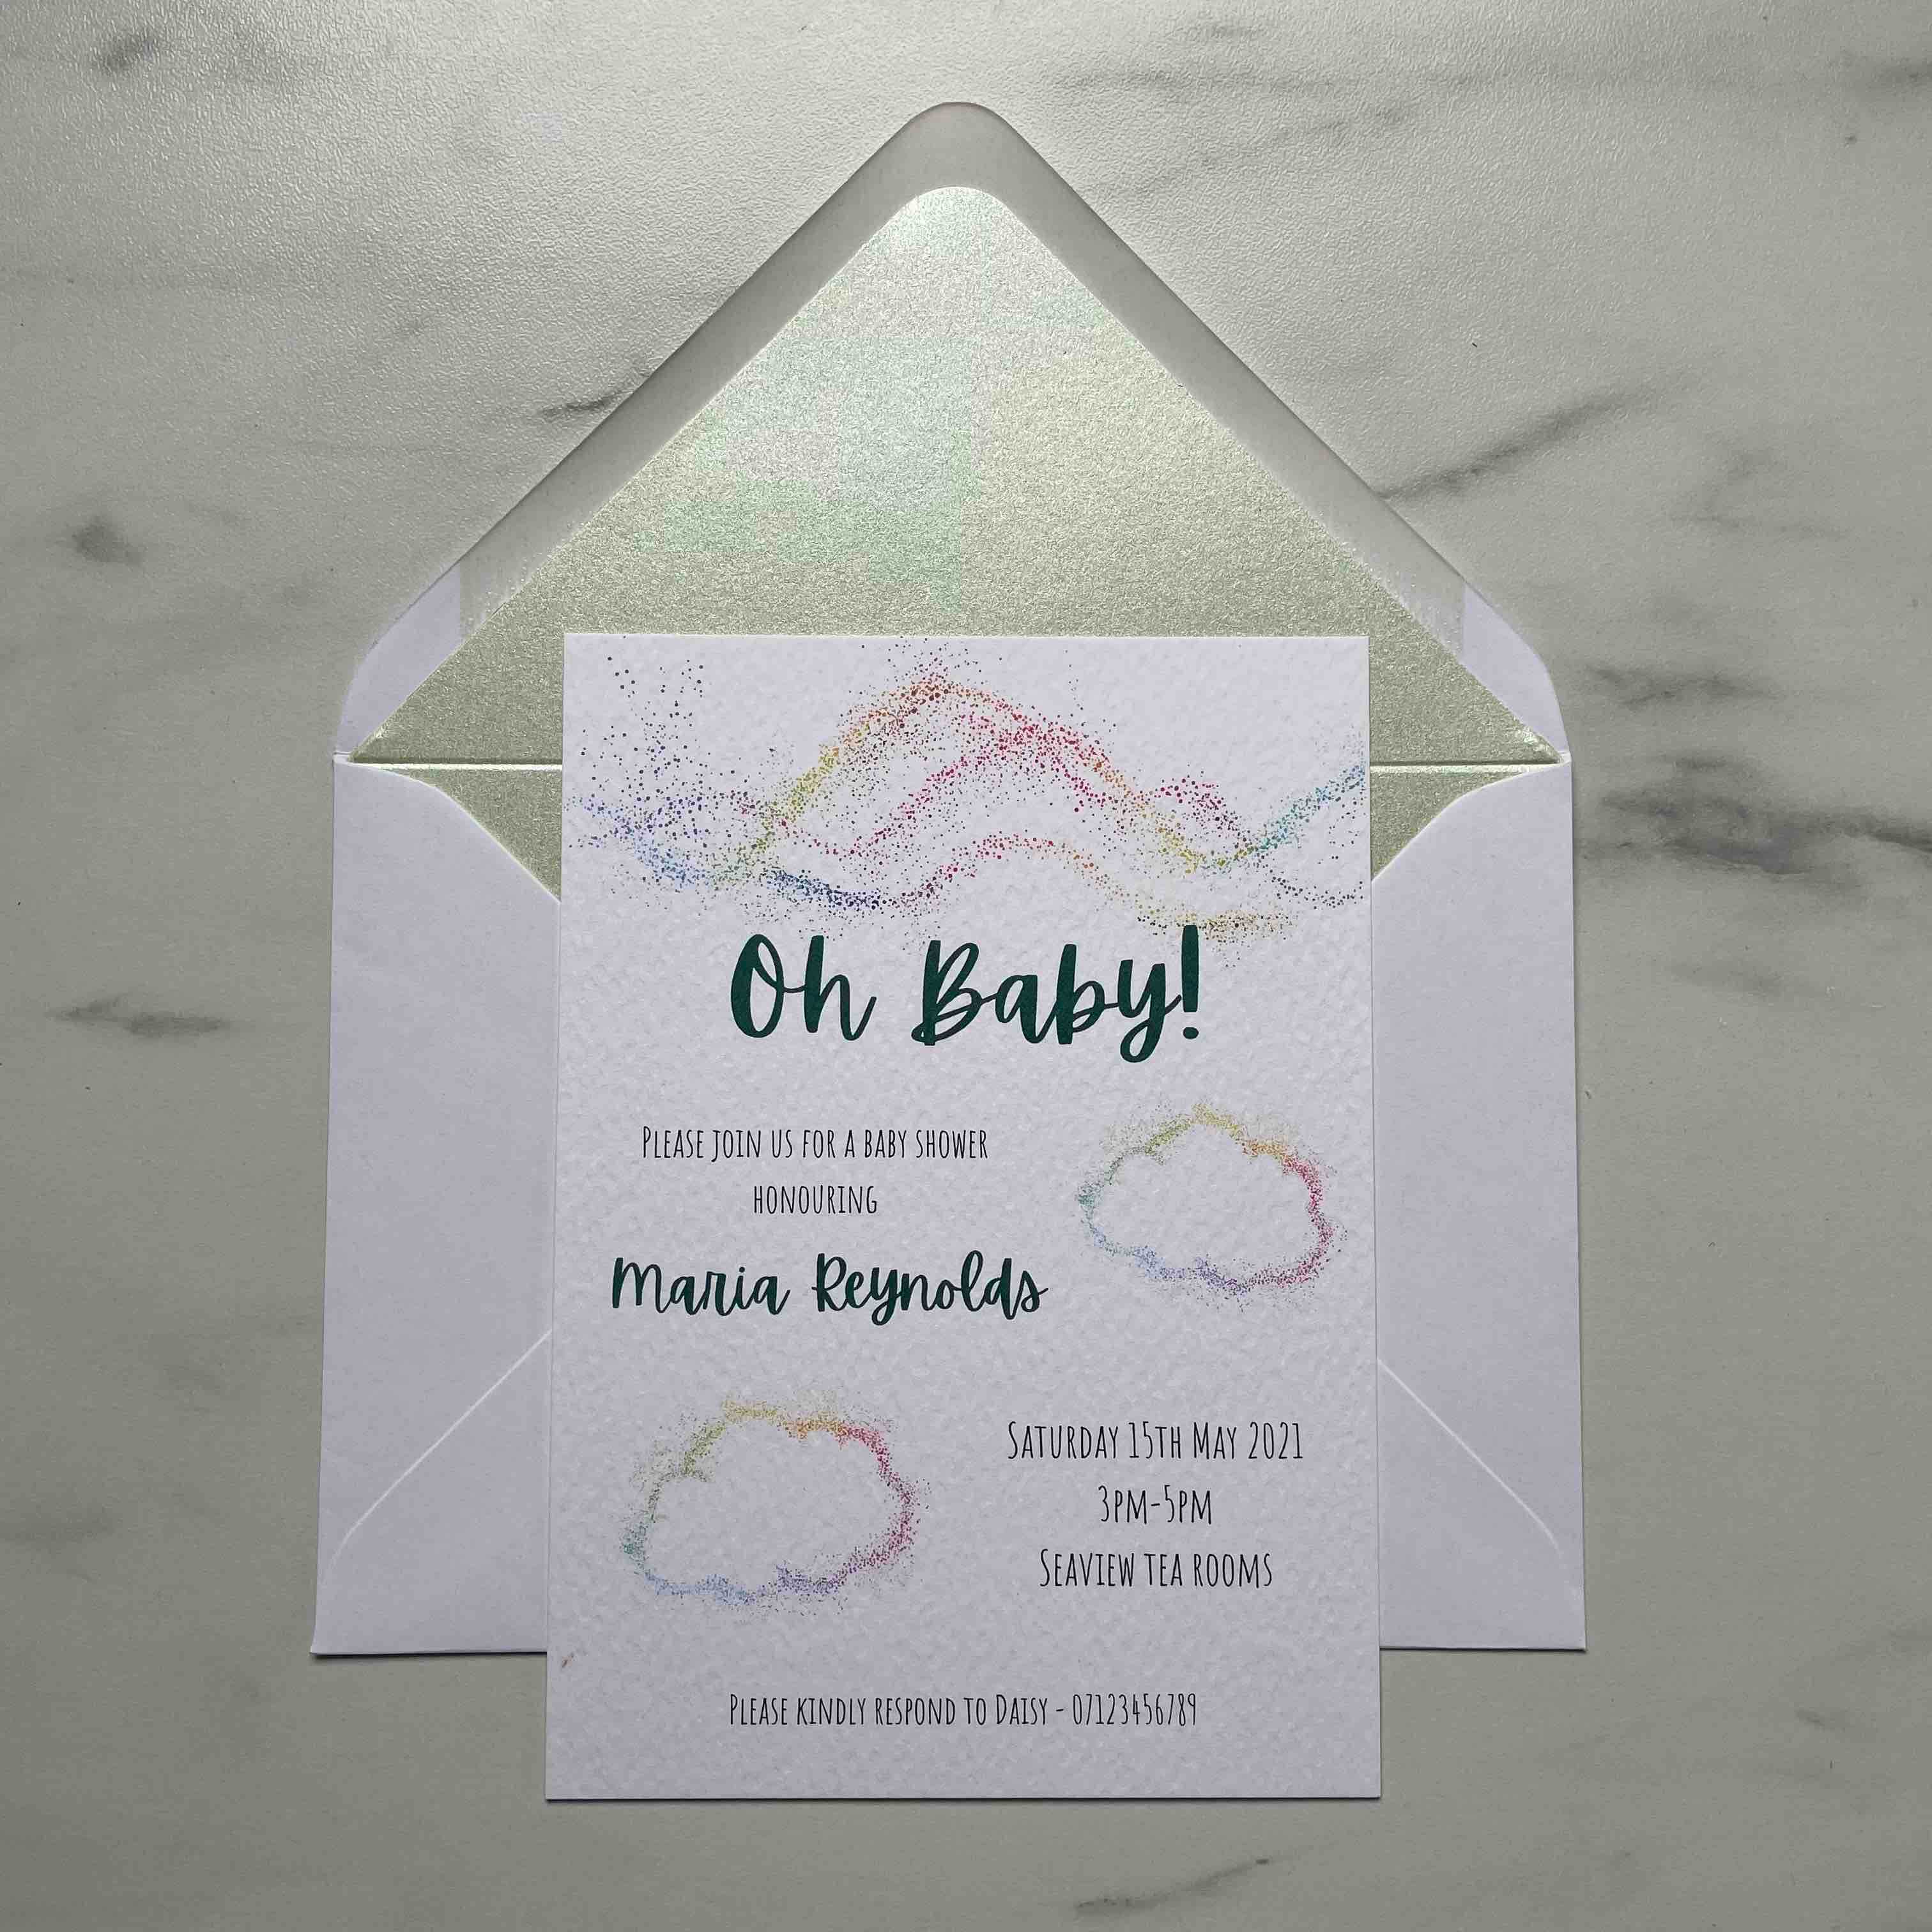 Oh Baby!
Please join us for a baby shower
honouring
Maria Reynolds
Saturday 15th May 2021
3pm-5pm
Seaview tea rooms
Please kindly respond to Daisy - 07123456789